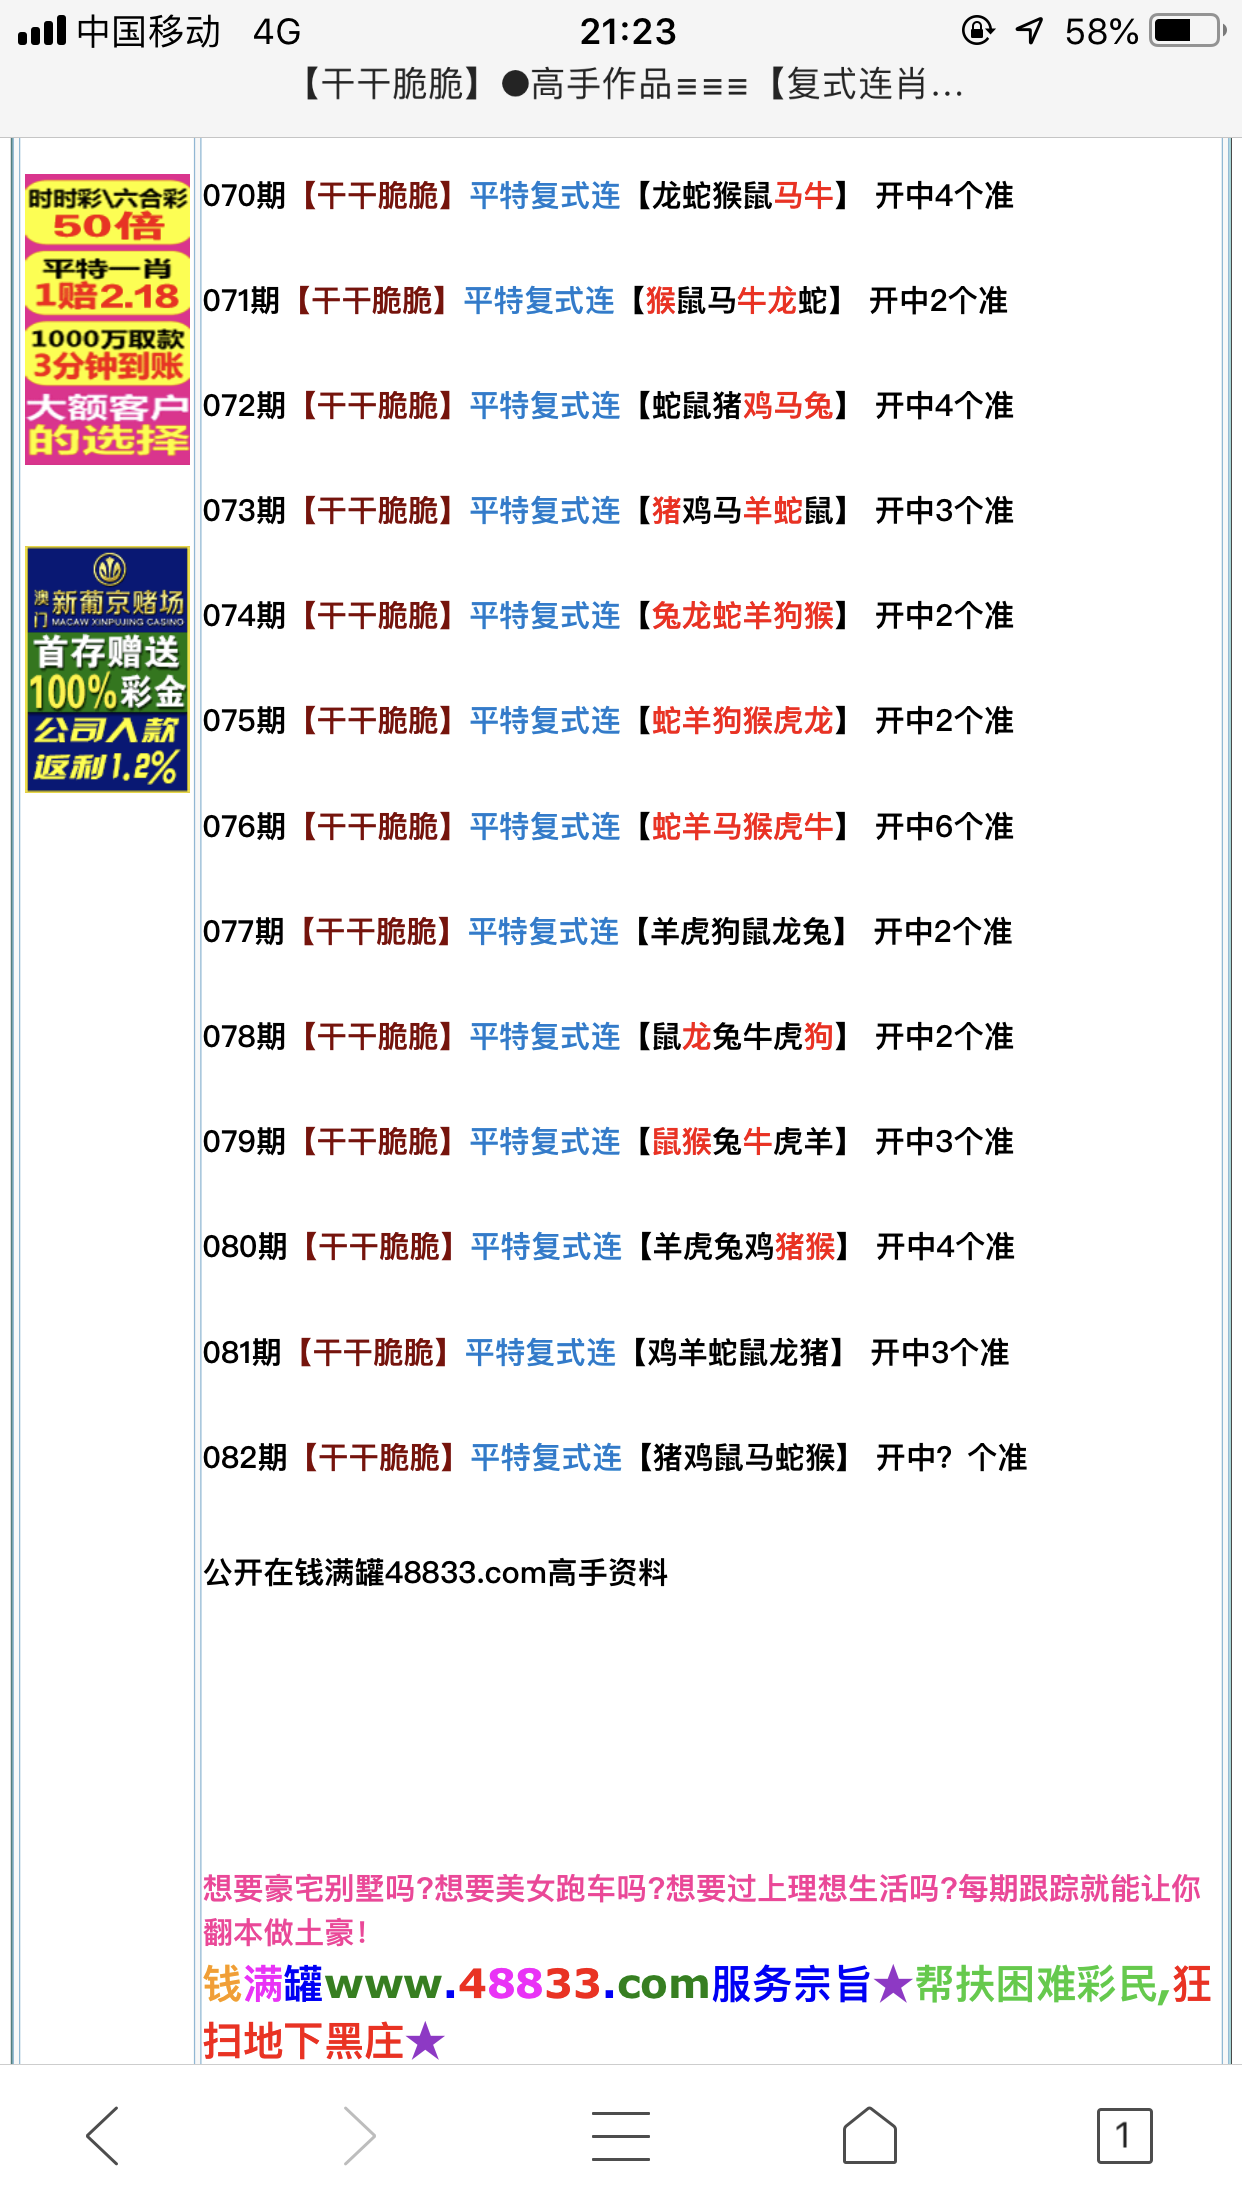 中国移动 4G 21:23 58%
【干干脆脆】●高手作品≡≡≡【复式连肖...
时时彩\六合彩
50倍
平特一肖
1赔2.18
1000万取款
3分钟到账
大额客户
的选择
澳门新葡京赌场
MACAW XINPUJING CASINO
首存赠送
100%彩金
公司入款
返利1.2%
070期【干干脆脆】平特复式连【龙蛇猴鼠马牛】 开中4个准
071期【干干脆脆】平特复式连【猴鼠马牛龙蛇】 开中2个准
072期【干干脆脆】平特复式连【蛇鼠猪鸡马兔】 开中4个准
073期【干干脆脆】平特复式连【猪鸡马羊蛇鼠】 开中3个准
074期【干干脆脆】平特复式连【兔龙蛇羊狗猴】 开中2个准
075期【干干脆脆】平特复式连【蛇羊狗猴虎龙】 开中2个准
076期【干干脆脆】平特复式连【蛇羊马猴虎牛】 开中6个准
077期【干干脆脆】平特复式连【羊虎狗鼠龙兔】 开中2个准
078期【干干脆脆】平特复式连【鼠龙兔牛虎狗】 开中2个准
079期【干干脆脆】平特复式连【鼠猴兔牛虎羊】 开中3个准
080期【干干脆脆】平特复式连【羊虎兔鸡猪猴】 开中4个准
081期【干干脆脆】平特复式连【鸡羊蛇鼠龙猪】 开中3个准
082期【干干脆脆】平特复式连【猪鸡鼠马蛇猴】 开中？个准
公开在钱满罐48833.com高手资料
想要豪宅别墅吗?想要美女跑车吗?想要过上理想生活吗?每期跟踪就能让你
翻本做土豪!
钱满罐www.48833.com服务宗旨★帮扶困难彩民,狂
扫地下黑庄★
1